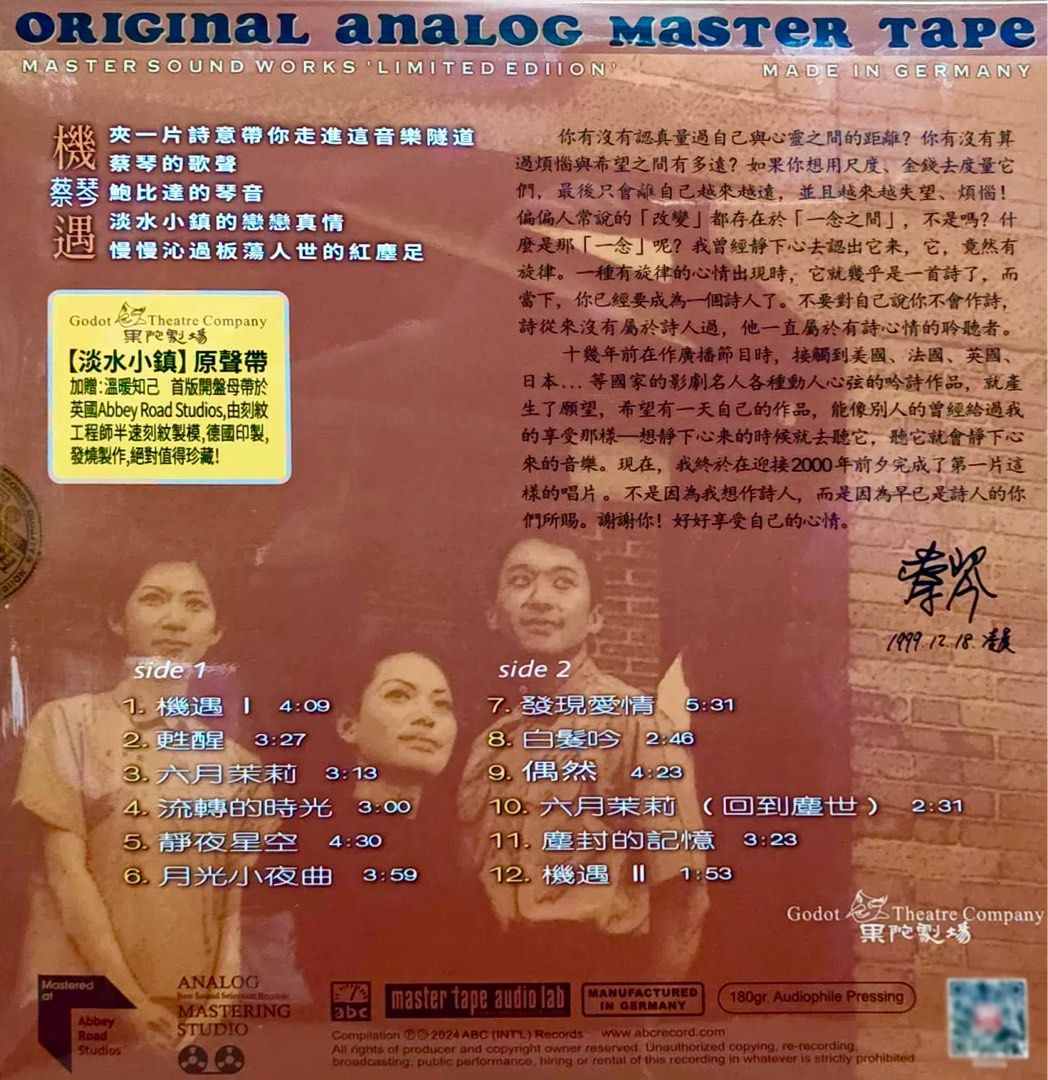 ORIGINAL ANALOG MASTER TAPE
MASTER SOUND WORKS 'LIMITED EDIION'
MADE IN GERMANY
機
蔡琴
遇
夾一片詩意帶你走進這音樂隧道
蔡琴的歌聲
鮑比達的琴音
淡水小鎮的戀戀真情
慢慢沁過板蕩人世的紅塵足
Godot Theatre Company
果陀劇場
【淡水小鎮】原聲帶
加贈:溫暖知己 首版開盤母帶於
英國Abbey Road Studios,由刻紋
工程師半速刻紋製模,德國印製,
發燒製作,絕對值得珍藏!
你有沒有認真量過自己與心靈之間的距離?你有沒有算
過煩惱與希望之間有多遠?如果你想用尺度、金錢去度量它
們,最後只會離自己越來越遠,並且越來越失望、煩惱!
偏偏人常說的「改變」都存在於「一念之間」,不是嗎?什
麼是那「一念」呢?我曾經靜下心去認出它來,它,竟然有
旋律。一種有旋律的心情出現時,它就幾乎是一首詩了,而
當下,你已經要成為一個詩人了。不要對自己說你不會作詩,
詩從來沒有屬於詩人過,他一直屬於有詩心情的聆聽者。
十幾年前在作廣播節目時,接觸到美國、法國、英國、
日本...等國家的影劇名人各種動人心弦的吟詩作品,就產
生了願望,希望有一天自己的作品,能像別人的曾經給過我
的享受那樣—想靜下心來的時候就去聽它,聽它就會靜下心
來的音樂。現在,我終於在迎接2000年前夕完成了第一片這
樣的唱片。不是因為我想作詩人,而是因為早已是詩人的你
們所賜。謝謝你!好好享受自己的心情。
蔡琴
1999.12.18.
side 1
1. 機遇 I 4:09
2. 甦醒 3:27
3. 六月茉莉 3:13
4. 流轉的時光 3:00
5. 靜夜星空 4:30
6. 月光小夜曲 3:59
side 2
7. 發現愛情 5:31
8. 白髮吟 2:46
9. 偶然 4:23
10. 六月茉莉(回到塵世) 2:31
11. 塵封的記憶 3:23
12. 機遇 II 1:53
Godot Theatre Company
果陀劇場
Mastered
at
Abbey
Road
Studios
ANALOG
Best Sound Selection Records
MASTERING
STUDIO
abc
master tape audio lab
MANUFACTURED
IN GERMANY
180gr. Audiophile Pressing
Compilation ℗© 2024 ABC (INT'L) Records www.abcrecord.com
All rights of producer and copyright owner reserved. Unauthorized copying, re-recording,
broadcasting, public performance, hiring or rental of this recording in whatever is strictly prohibited